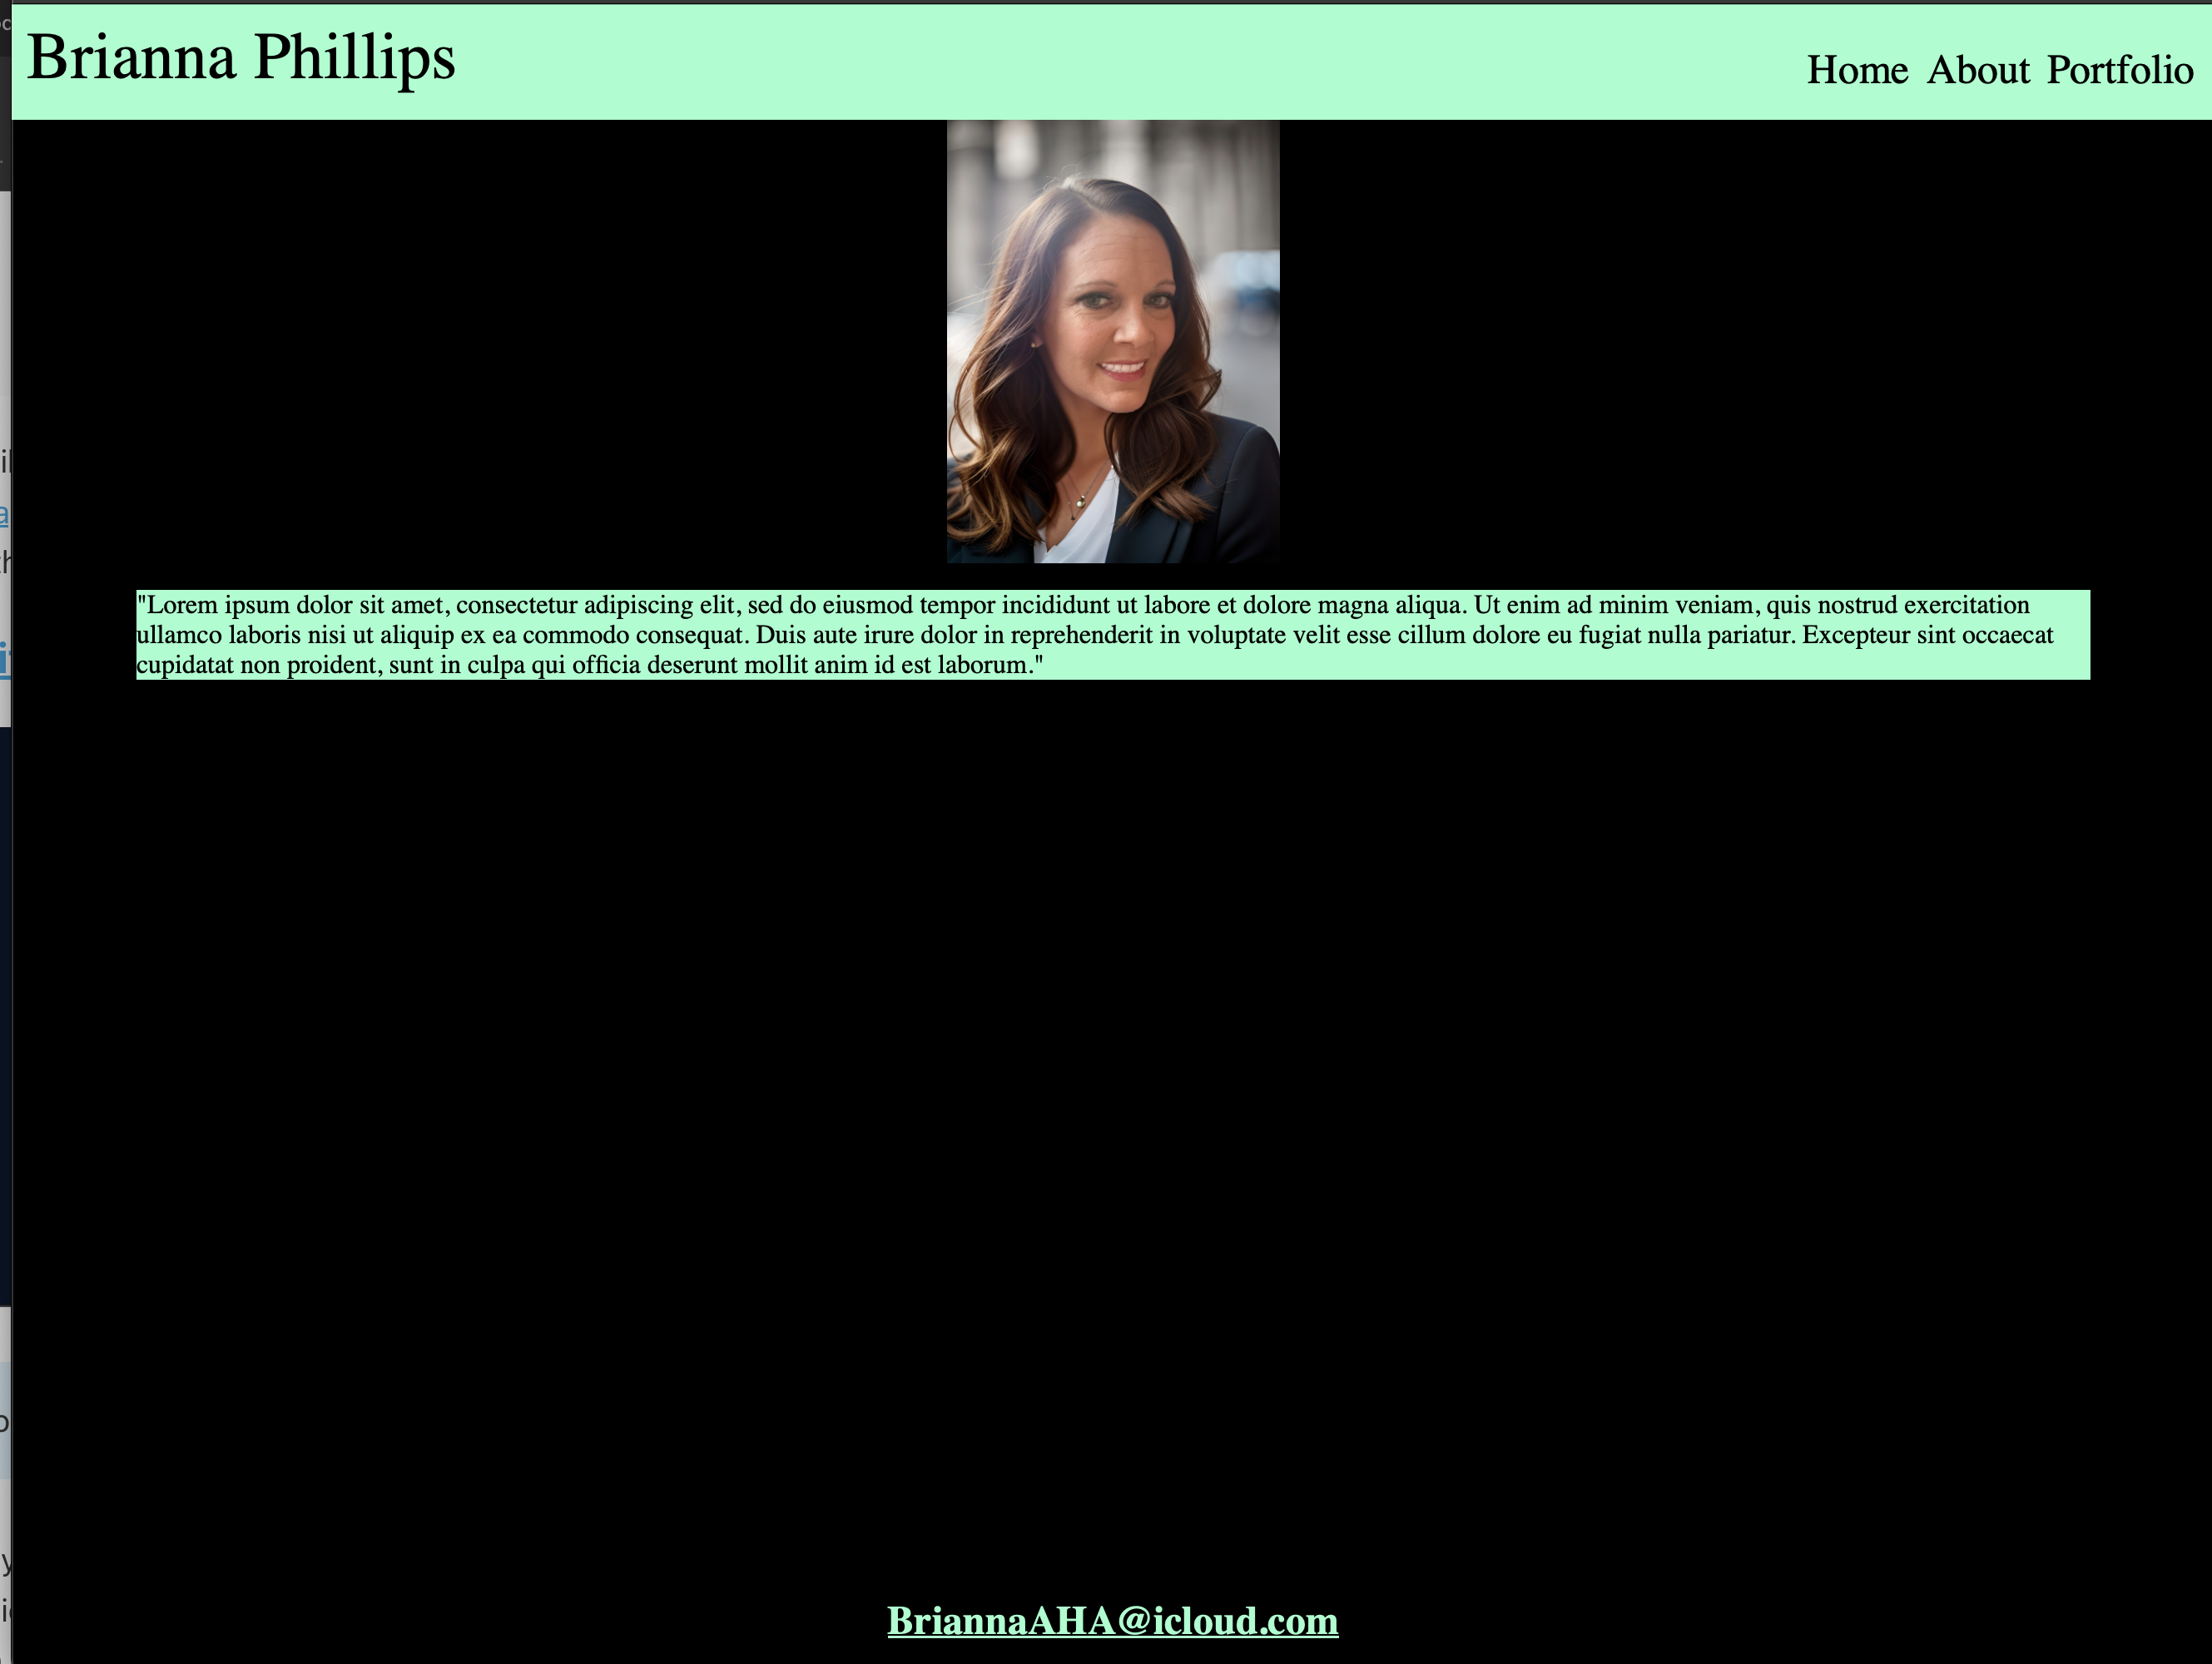 Brianna Phillips
Home About Portfolio
"Lorem ipsum dolor sit amet, consectetur adipiscing elit, sed do eiusmod tempor incididunt ut labore et dolore magna aliqua. Ut enim ad minim veniam, quis nostrud exercitation
ullamco laboris nisi ut aliquip ex ea commodo consequat. Duis aute irure dolor in reprehenderit in voluptate velit esse cillum dolore eu fugiat nulla pariatur. Excepteur sint occaecat
cupidatat non proident, sunt in culpa qui officia deserunt mollit anim id est laborum."
BriannaAHA@icloud.com